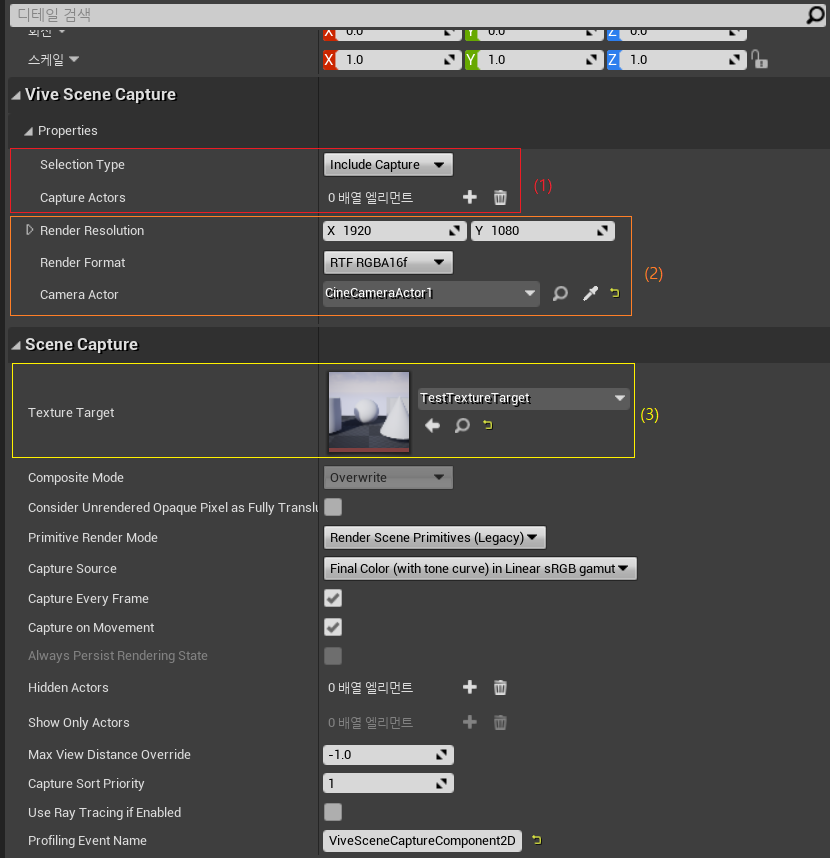 디테일 검색
회전 X 0.0 Y 0.0 Z 0.0
스케일 X 1.0 Y 1.0 Z 1.0
Vive Scene Capture
Properties
Selection Type Include Capture
(1)
Capture Actors 0 배열 엘리먼트
Render Resolution X 1920 Y 1080
Render Format RTF RGBA16f
(2)
Camera Actor CineCameraActor1
Scene Capture
Texture Target TestTextureTarget
(3)
Composite Mode Overwrite
Consider Unrendered Opaque Pixel as Fully Translu
Primitive Render Mode Render Scene Primitives (Legacy)
Capture Source Final Color (with tone curve) in Linear sRGB gamut
Capture Every Frame
Capture on Movement
Always Persist Rendering State
Hidden Actors 0 배열 엘리먼트
Show Only Actors 0 배열 엘리먼트
Max View Distance Override -1.0
Capture Sort Priority 1
Use Ray Tracing if Enabled
Profiling Event Name ViveSceneCaptureComponent2D